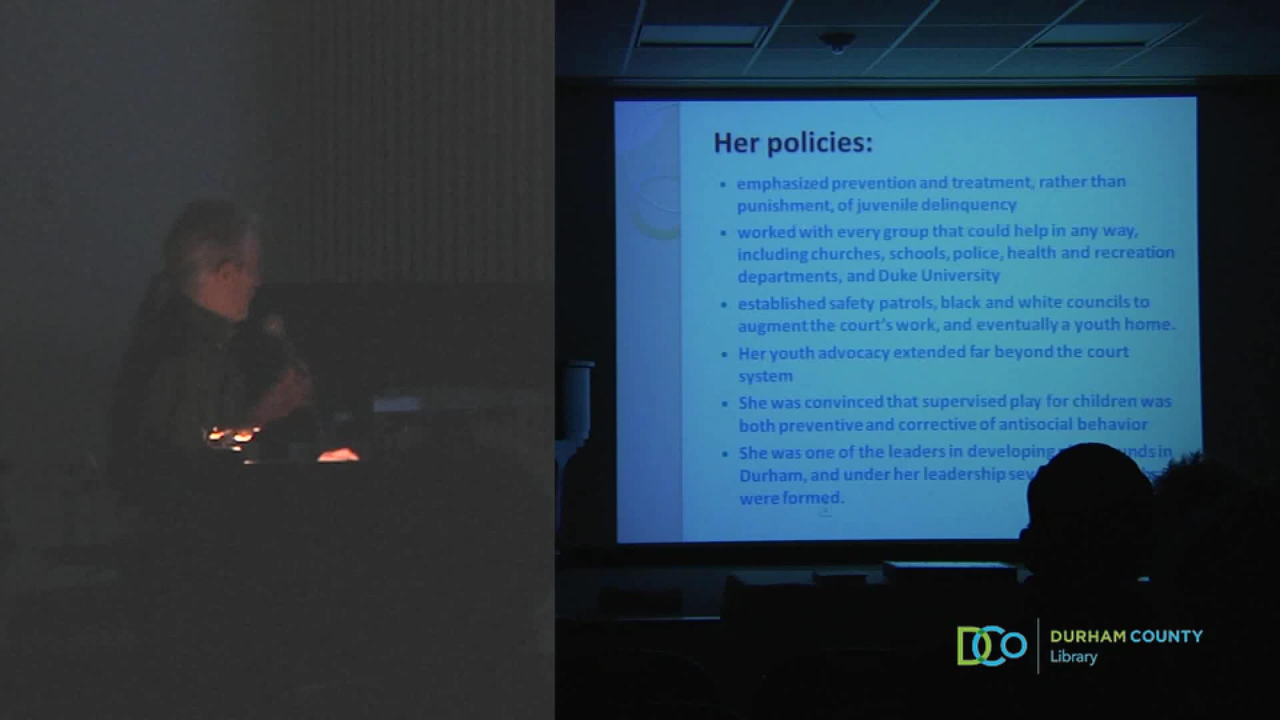 Her policies:
• emphasized prevention and treatment, rather than
punishment, of juvenile delinquency
• worked with every group that could help in any way,
including churches, schools, police, health and recreation
departments, and Duke University
• established safety patrols, black and white councils to
augment the court's work, and eventually a youth home.
• Her youth advocacy extended far beyond the court
system
• She was convinced that supervised play for children was
both preventive and corrective of antisocial behavior
• She was one of the leaders in developing in
Durham, and under her leadership
were formed.
DCo
DURHAM COUNTY
Library